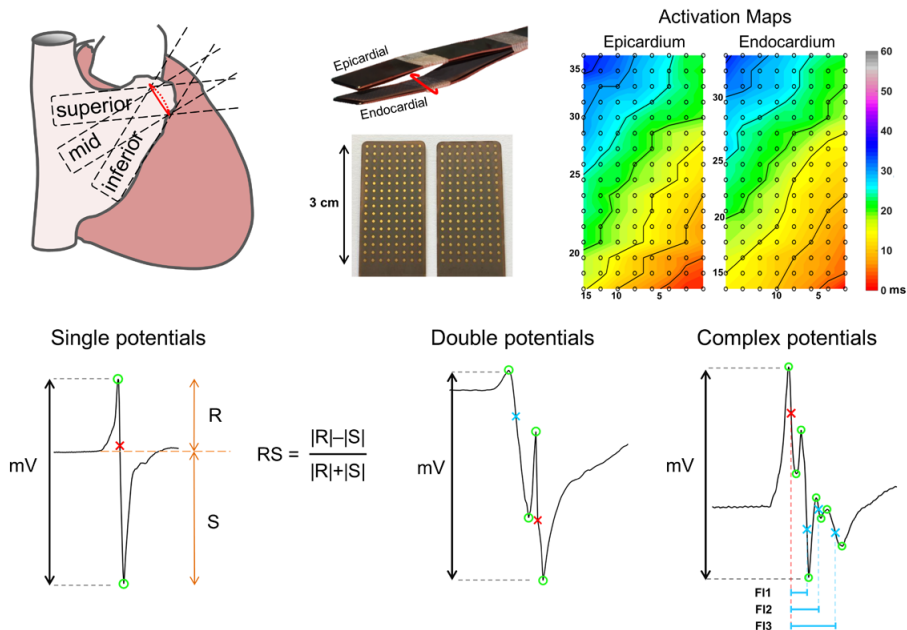 superior
mid
inferior
Epicardial
Endocardial
3 cm
Activation Maps
Epicardium
Endocardium
35
30
25
20
15
10
5
30
25
20
15
10
5
60
50
40
30
20
10
0 ms
Single potentials
mV
R
S
RS = |R|–|S|
|R|+|S|
Double potentials
mV
Complex potentials
mV
FI1
FI2
FI3